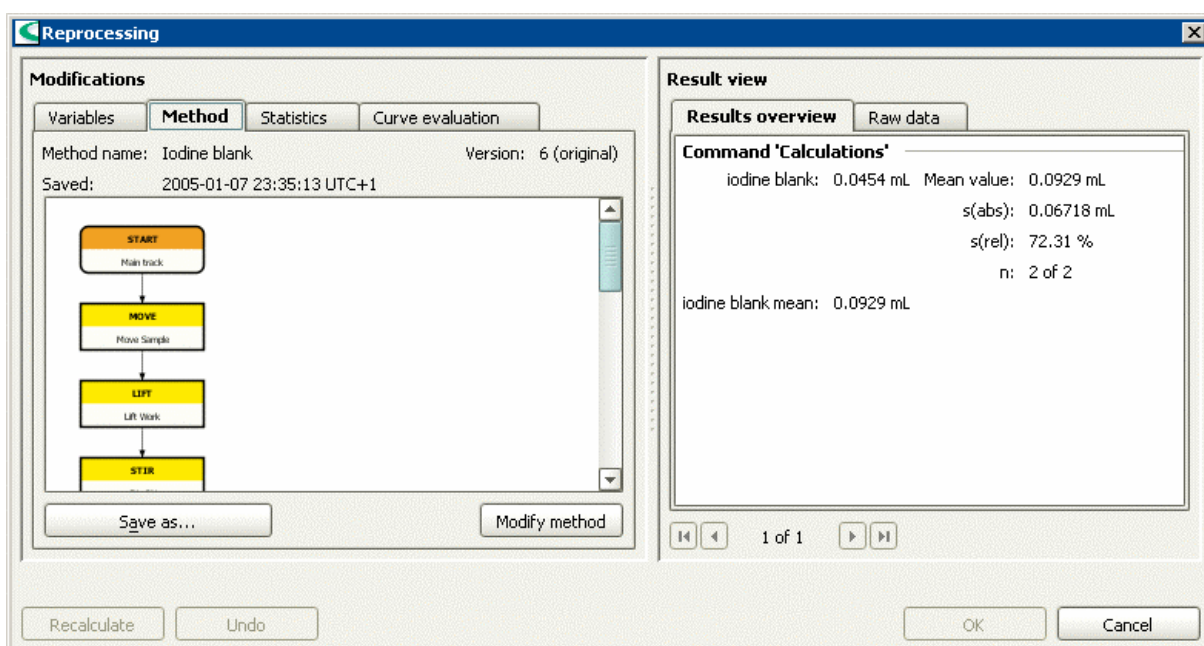 Reprocessing
Modifications
Variables Method Statistics Curve evaluation
Method name: Iodine blank Version: 6 (original)
Saved: 2005-01-07 23:35:13 UTC+1
START
Main track
MOVE
Move Sample
LIFT
Lift Work
STIR
Save as... Modify method
Result view
Results overview Raw data
Command 'Calculations'
iodine blank: 0.0454 mL Mean value: 0.0929 mL
s(abs): 0.06718 mL
s(rel): 72.31 %
n: 2 of 2
iodine blank mean: 0.0929 mL
1 of 1
Recalculate Undo OK Cancel